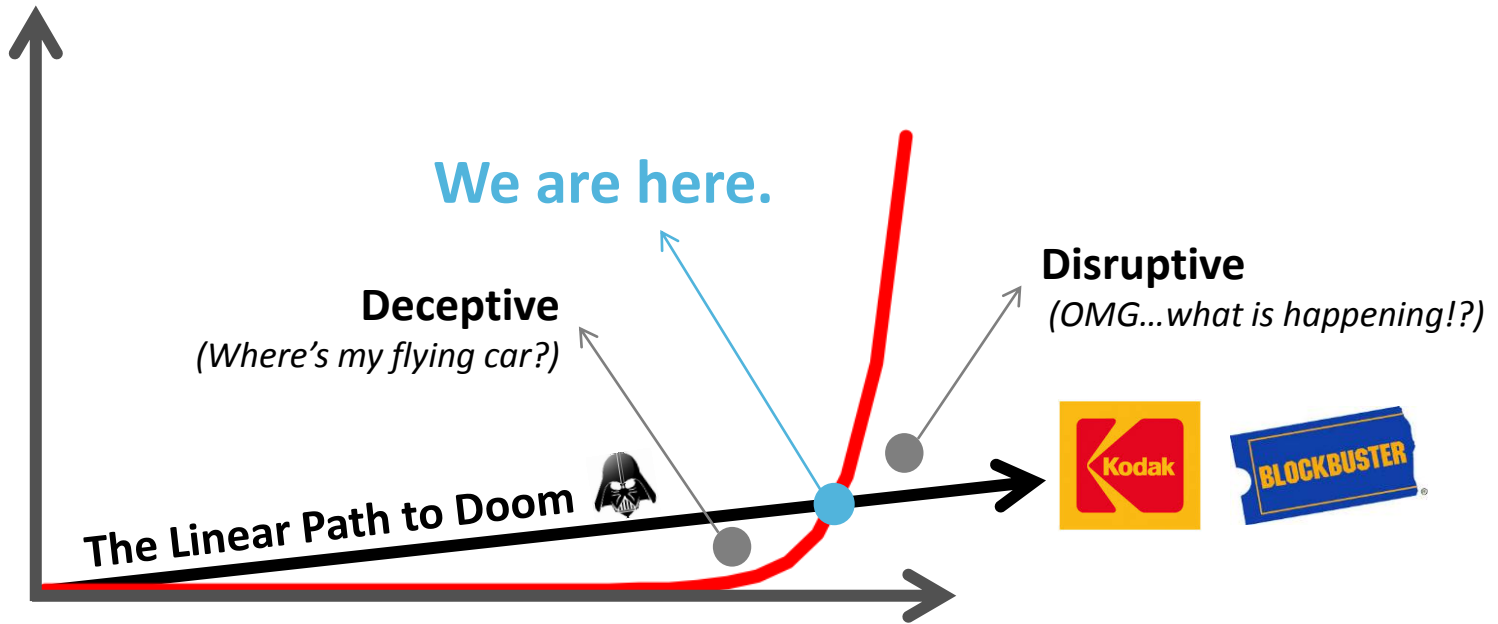 We are here.
Disruptive
(OMG...what is happening!?)
Deceptive
(Where's my flying car?)
Kodak
BLOCKBUSTER®
The Linear Path to Doom